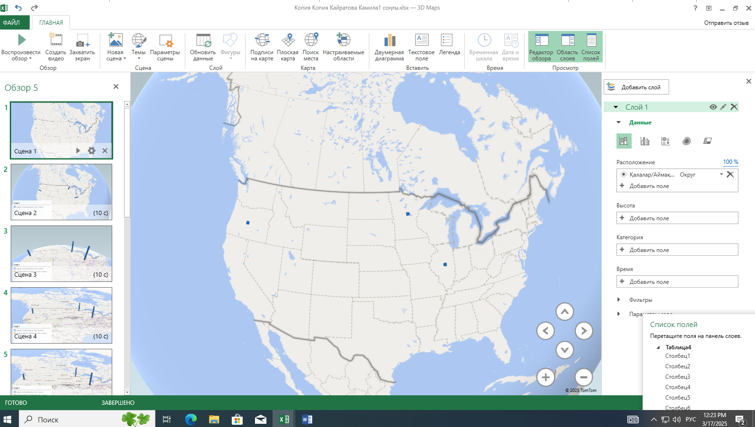 Копия Копия Кайратова Камила1 соңғы.xlsx — 3D Maps
ФАЙЛ
ГЛАВНАЯ
Отправить отзыв
Воспроизвести обзор
Создать видео
Захватить экран
Новая сцена
Темы
Параметры сцены
Обновить данные
Фигуры
Подписи на карте
Плоская карта
Поиск места
Настраиваемые области
Двумерная диаграмма
Текстовое поле
Легенда
Временная шкала
Дата и время
Редактор обзора
Область слоев
Список полей
Обзор
Сцена
Слой
Карта
Вставить
Время
Просмотр
Обзор 5
1
Сцена 1
2
Сцена 2
(10 с)
3
Сцена 3
(10 с)
4
Сцена 4
(10 с)
5
© 2025 TomTom
Добавить слой
Слой 1
Данные
Расположение
100 %
Қалалар/Аймақ...
Округ
Добавить поле
Высота
Добавить поле
Категория
Добавить поле
Время
Добавить поле
Фильтры
Список полей
Перетащите поля на панель слоев.
Таблица4
Столбец1
Столбец2
Столбец3
Столбец4
Столбец5
Столбец6
ГОТОВО
ЗАВЕРШЕНО
Поиск
РУС
12:23 PM
3/17/2025